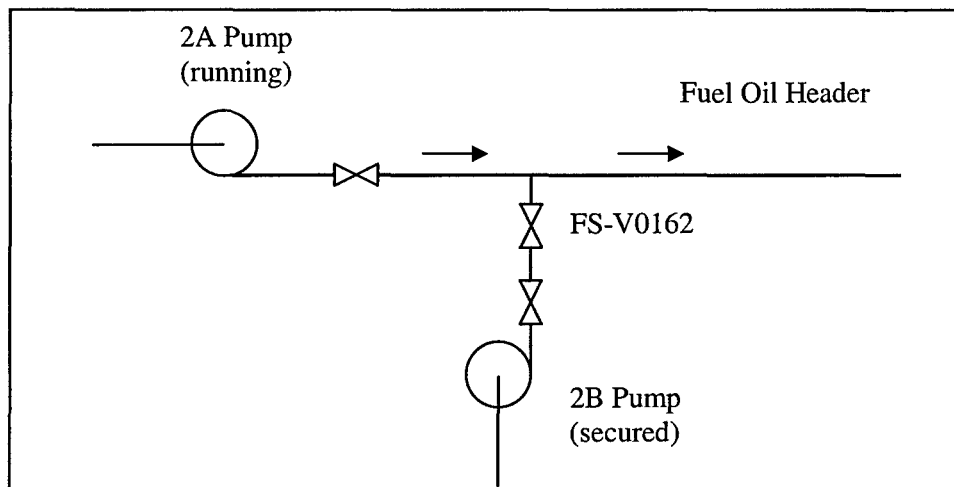 2A Pump
(running)
Fuel Oil Header
FS-V0162
2B Pump
(secured)